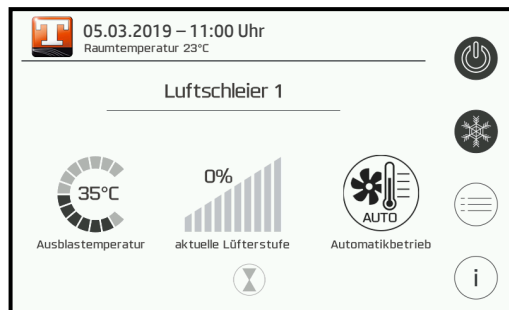 T
05.03.2019 – 11:00 Uhr
Raumtemperatur 23°C
Luftschleier 1
35°C
0%
AUTO
Ausblastemperatur
aktuelle Lüfterstufe
Automatikbetrieb
i